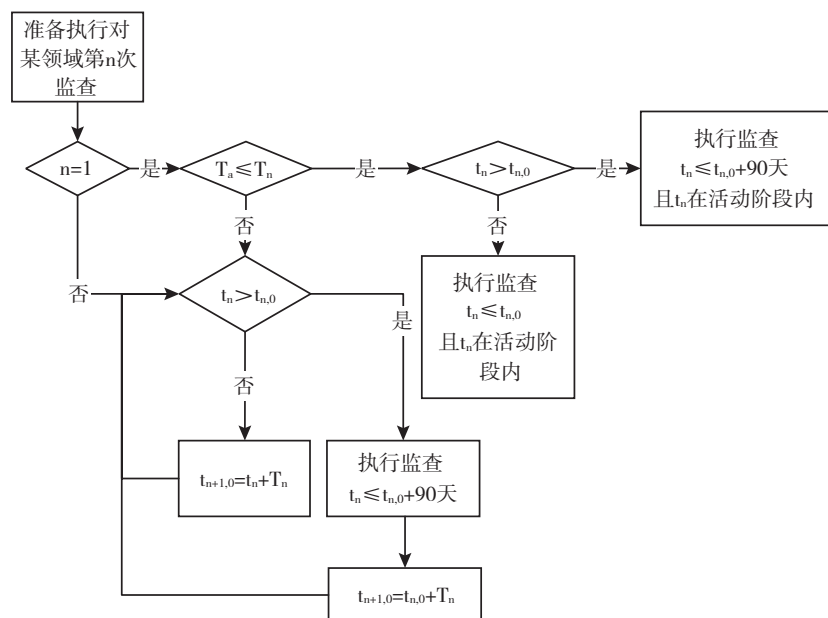 准备执行对
某领域第n次
监查
n=1
是
Ta≤Tn
是
tn>tn,0
是
执行监查
tn≤tn,0+90天
且tn在活动阶段内
否
否
否
tn>tn,0
是
执行监查
tn≤tn,0
且tn在活动阶
段内
否
tn+1,0=tn+Tn
执行监查
tn≤tn,0+90天
tn+1,0=tn,0+Tn